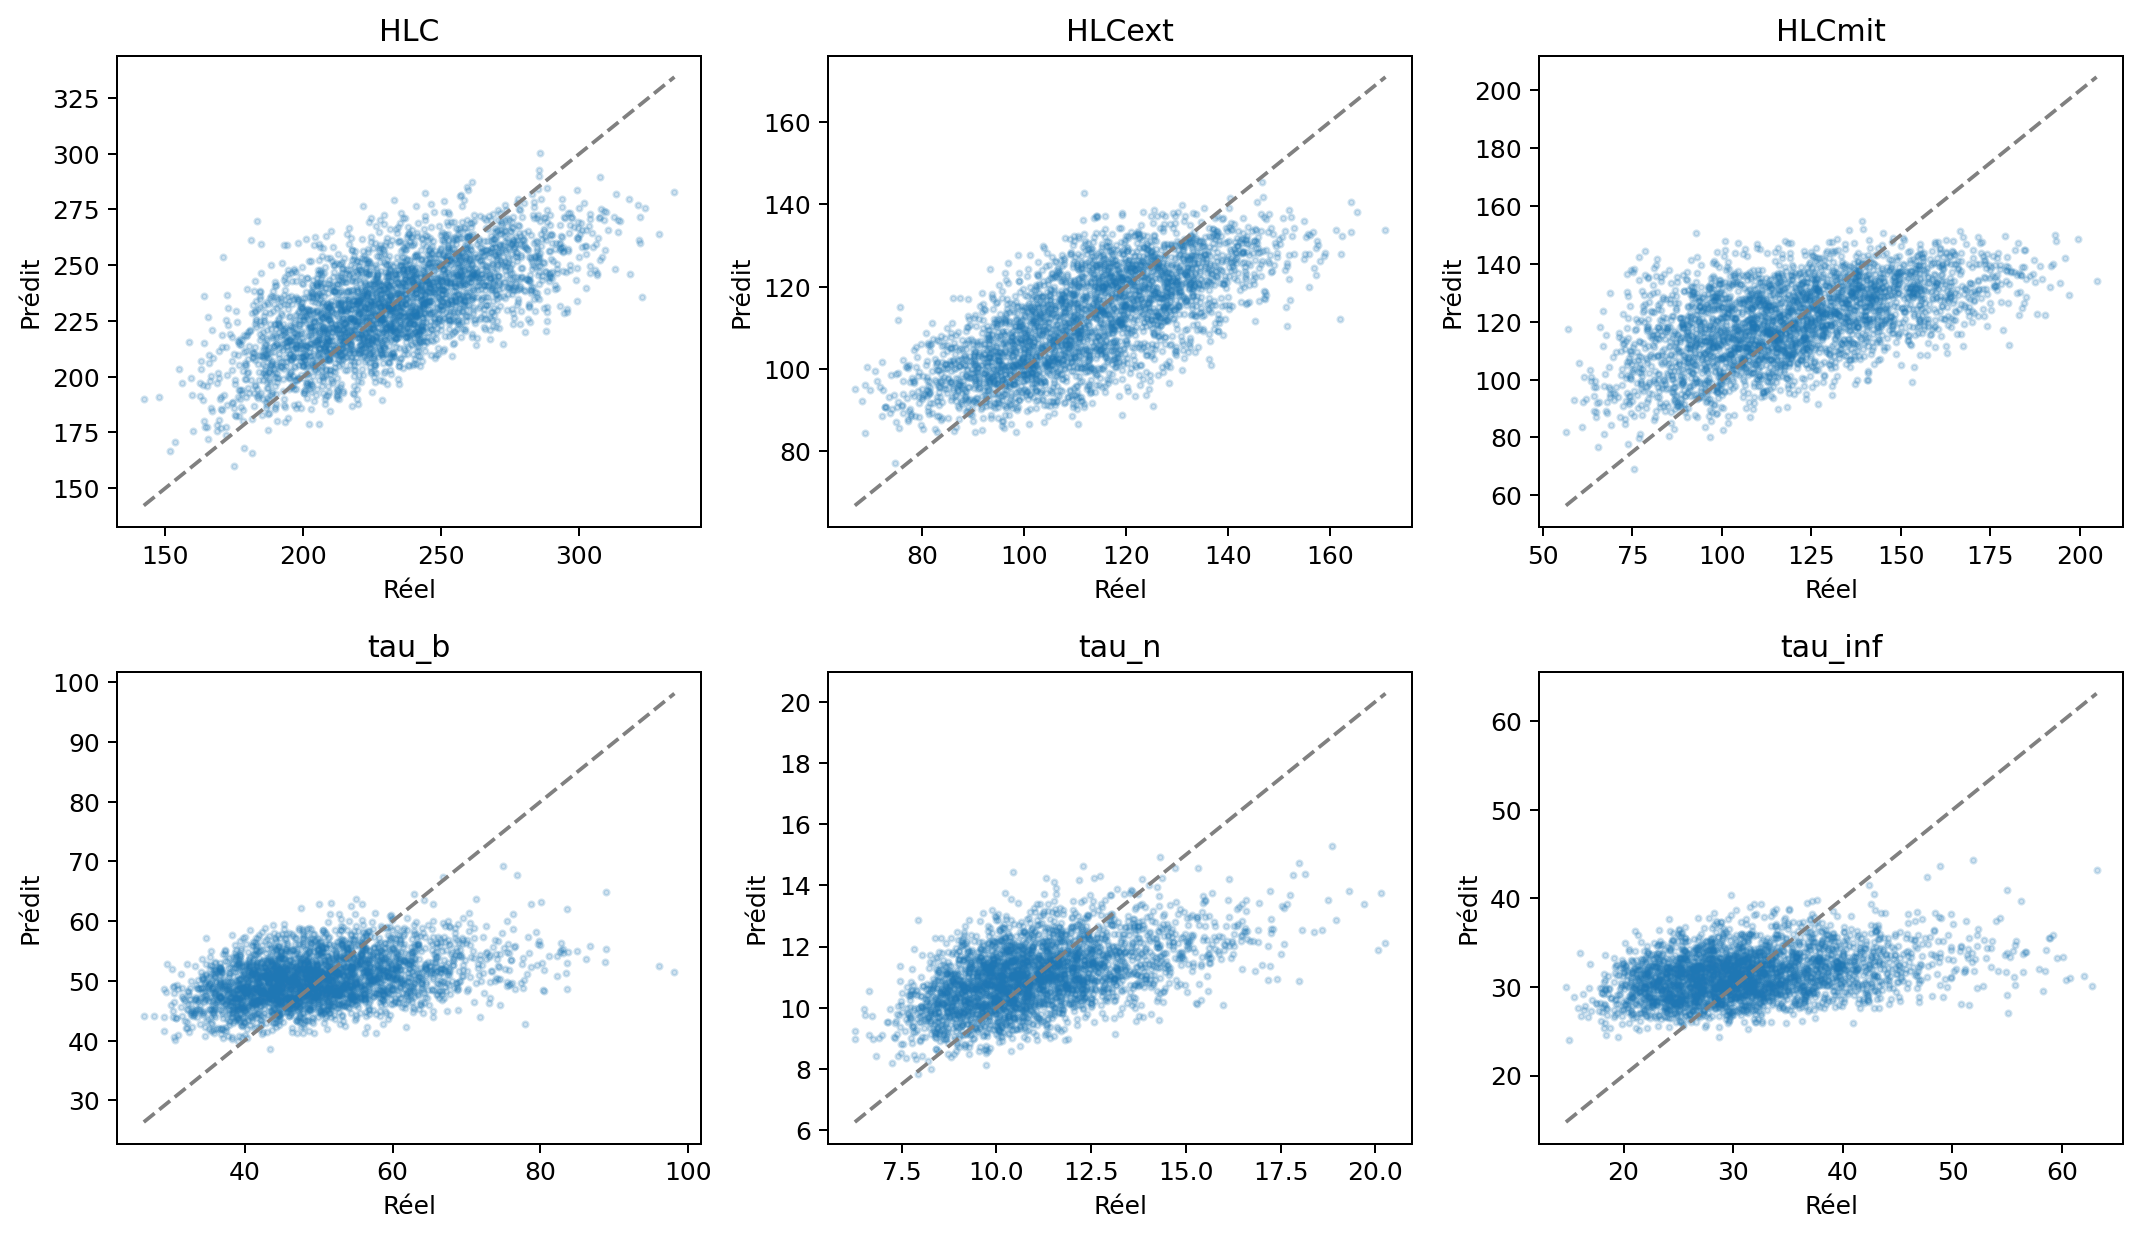 HLC
325
300
275
250
225
200
175
150
Prédit
150 200 250 300
Réel
HLCext
160
140
120
100
80
Prédit
80 100 120 140 160
Réel
HLCmit
200
180
160
140
120
100
80
60
Prédit
50 75 100 125 150 175 200
Réel
tau_b
100
90
80
70
60
50
40
30
Prédit
40 60 80 100
Réel
tau_n
20
18
16
14
12
10
8
6
Prédit
7.5 10.0 12.5 15.0 17.5 20.0
Réel
tau_inf
60
50
40
30
20
Prédit
20 30 40 50 60
Réel